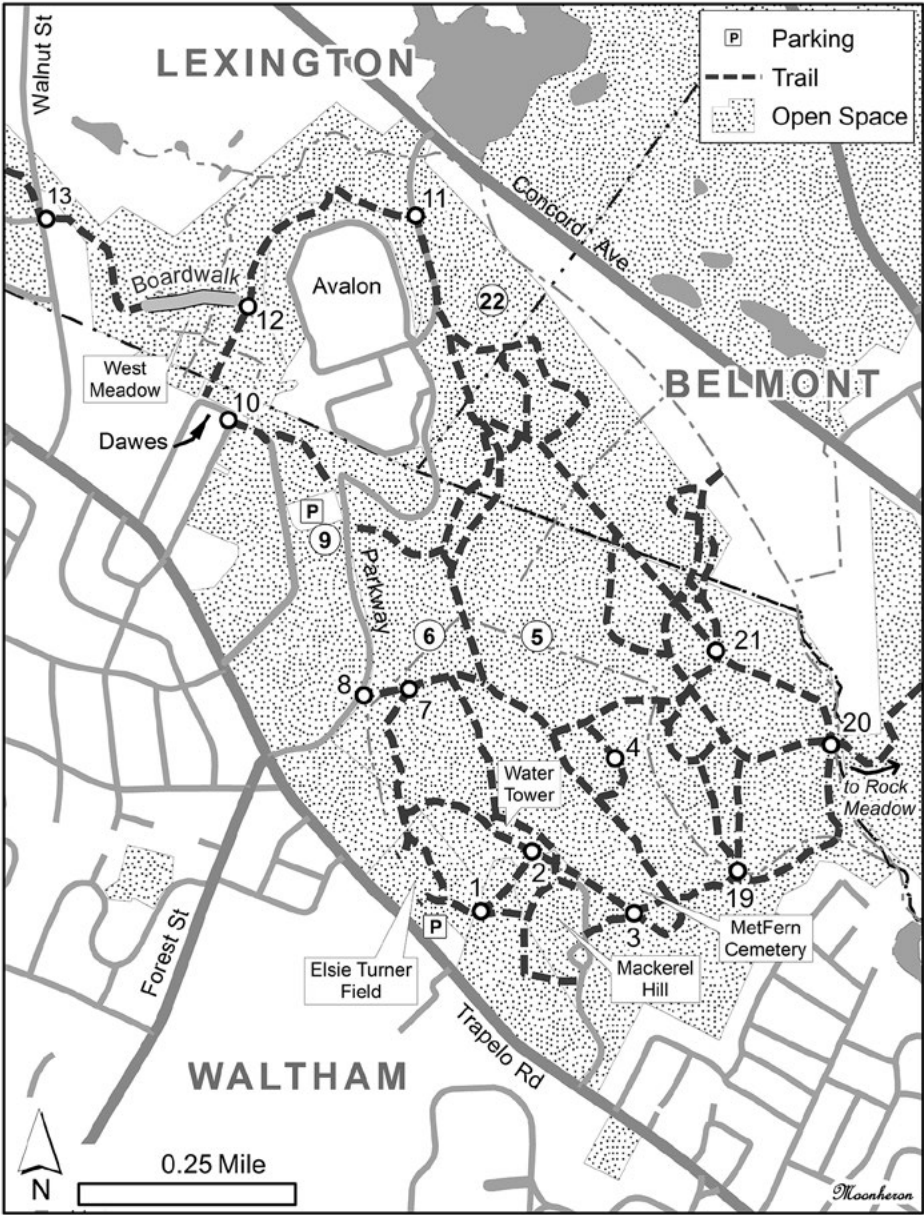 LEXINGTON
Walnut St
P Parking
Trail
Open Space
13
11
Concord Ave
Boardwalk
Avalon
22
12
West
Meadow
BELMONT
10
Dawes
P
9
Parkway
6
5
21
8
7
4
20
to Rock
Meadow
Water
Tower
2
1
3
19
P
MetFern
Cemetery
Elsie Turner
Field
Mackerel
Hill
Forest St
Trapelo Rd
WALTHAM
0.25 Mile
N
Moonheron